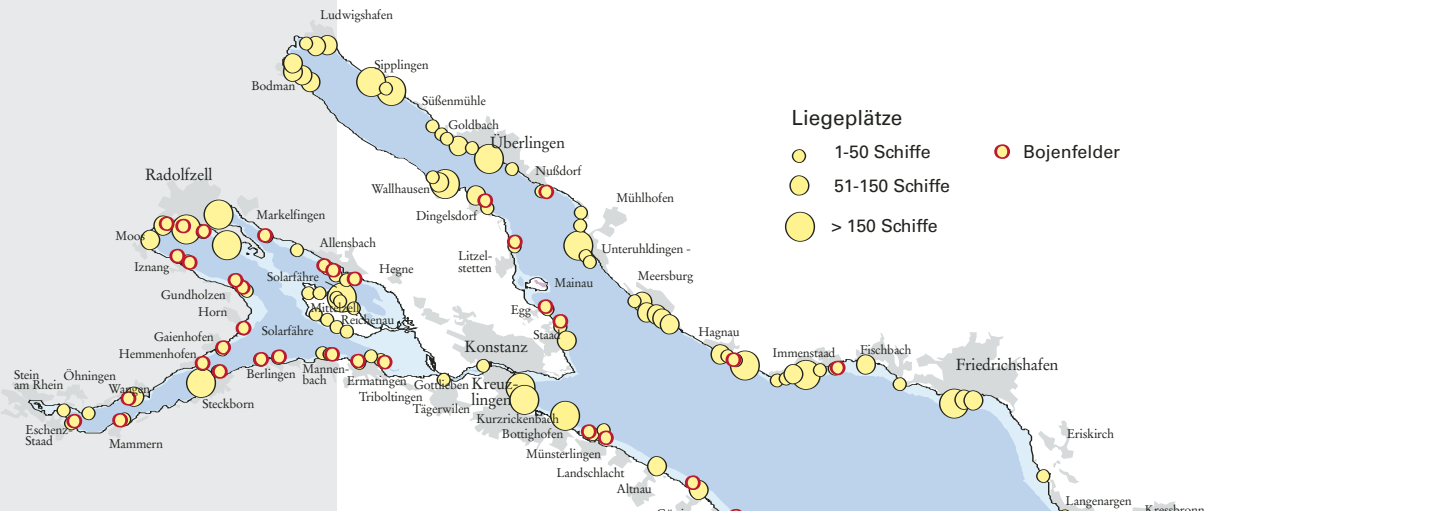 Ludwigshafen
Sipplingen
Bodman
Süßenmühle
Goldbach
Überlingen
Nußdorf
Wallhausen
Dingelsdorf
Mühlhofen
Radolfzell
Markelfingen
Moos
Allensbach
Iznang
Litzel-
stetten
Unteruhldingen -
Hegne
Solarfähre
Mainau
Meersburg
Gundholzen
Horn
Mittelzell
Reichenau
Egg
Staad
Solarfähre
Gaienhofen
Hemmenhofen
Konstanz
Hagnau
Immenstaad
Fischbach
Friedrichshafen
Stein
am Rhein
Öhningen
Wangen
Berlingen
Mannen-
bach
Ermatingen
Triboltingen
Gottlieben
Tägerwilen
Kreuz-
lingen
Steckborn
Kurzrickenbach
Bottighofen
Eschenz
Staad
Mammern
Münsterlingen
Landschlacht
Altnau
Eriskirch
Langenargen
Kressbronn
Liegeplätze
1-50 Schiffe
51-150 Schiffe
> 150 Schiffe
Bojenfelder